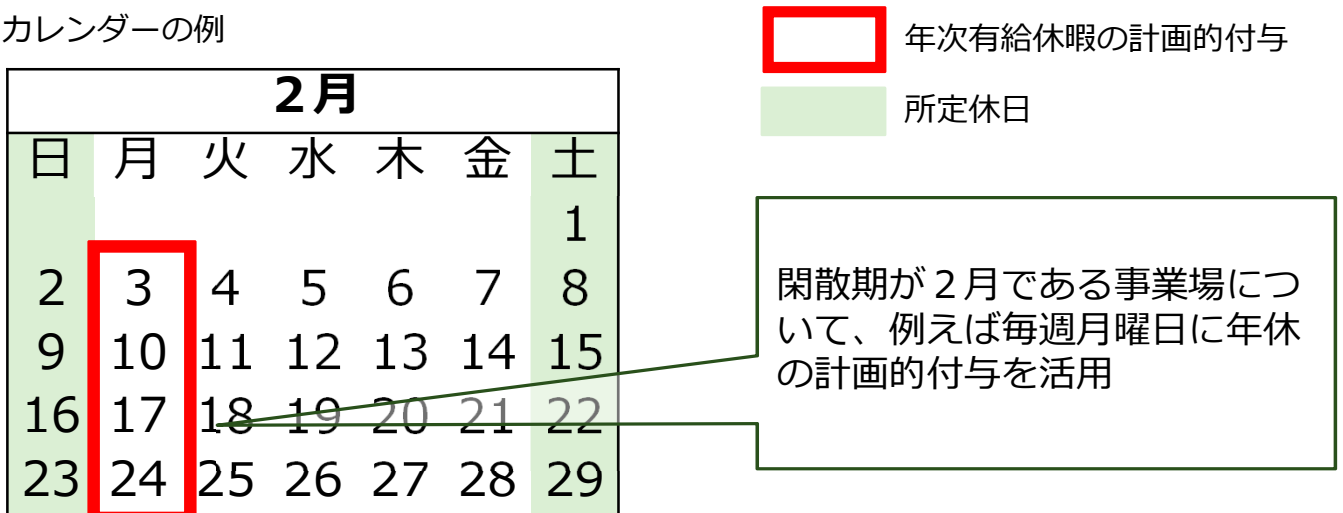 カレンダーの例
年次有給休暇の計画的付与
所定休日
2月
日 月 火 水 木 金 土
1
2 3 4 5 6 7 8
9 10 11 12 13 14 15
16 17 18 19 20 21 22
23 24 25 26 27 28 29
閑散期が２月である事業場につ
いて、例えば毎週月曜日に年休
の計画的付与を活用